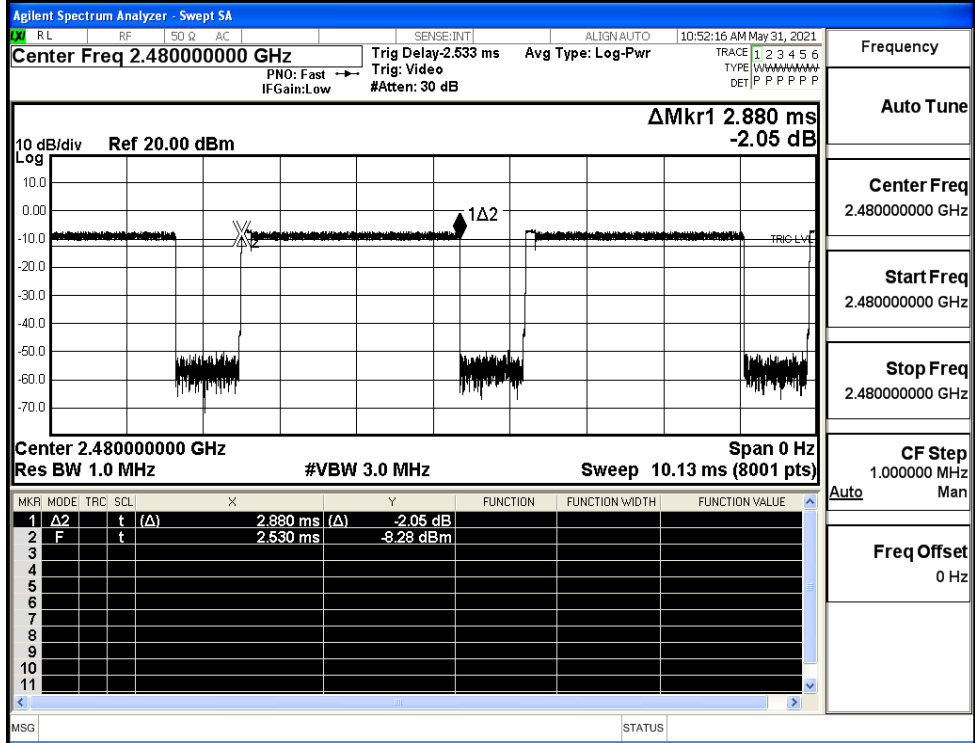 Agilent Spectrum Analyzer - Swept SA
LXI RL RF 50 Ω AC SENSE:INT ALIGN AUTO 10:52:16 AM May 31, 2021
Center Freq 2.480000000 GHz
PNO: Fast
IFGain:Low
Trig Delay-2.533 ms
Trig: Video
#Atten: 30 dB
Avg Type: Log-Pwr
TRACE 1 2 3 4 5 6
TYPE WWWWWW
DET P P P P P P
ΔMkr1 2.880 ms
-2.05 dB
10 dB/div Ref 20.00 dBm
Log
10.0
0.00
-10.0
-20.0
-30.0
-40.0
-50.0
-60.0
-70.0
1Δ2
2
TRIG LVL
Center 2.480000000 GHz Span 0 Hz
Res BW 1.0 MHz #VBW 3.0 MHz Sweep 10.13 ms (8001 pts)
MKR MODE TRC SCL X Y FUNCTION FUNCTION WIDTH FUNCTION VALUE
1 Δ2 t (Δ) 2.880 ms (Δ) -2.05 dB
2 F t 2.530 ms -8.28 dBm
3
4
5
6
7
8
9
10
11
MSG STATUS
Frequency
Auto Tune
Center Freq
2.480000000 GHz
Start Freq
2.480000000 GHz
Stop Freq
2.480000000 GHz
CF Step
1.000000 MHz
Auto Man
Freq Offset
0 Hz